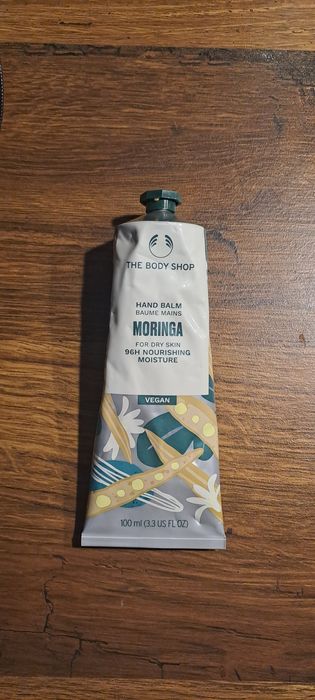 THE BODY SHOP
HAND BALM
BAUME MAINS
MORINGA
FOR DRY SKIN
96H NOURISHING
MOISTURE
VEGAN
100 ml (3.3 US FL OZ)